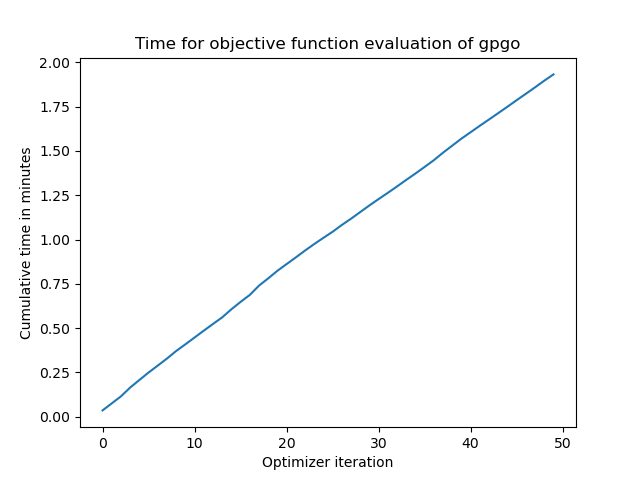 Time for objective function evaluation of gpgo
2.00
1.75
1.50
1.25
1.00
0.75
0.50
0.25
0.00
Cumulative time in minutes
0 10 20 30 40 50
Optimizer iteration